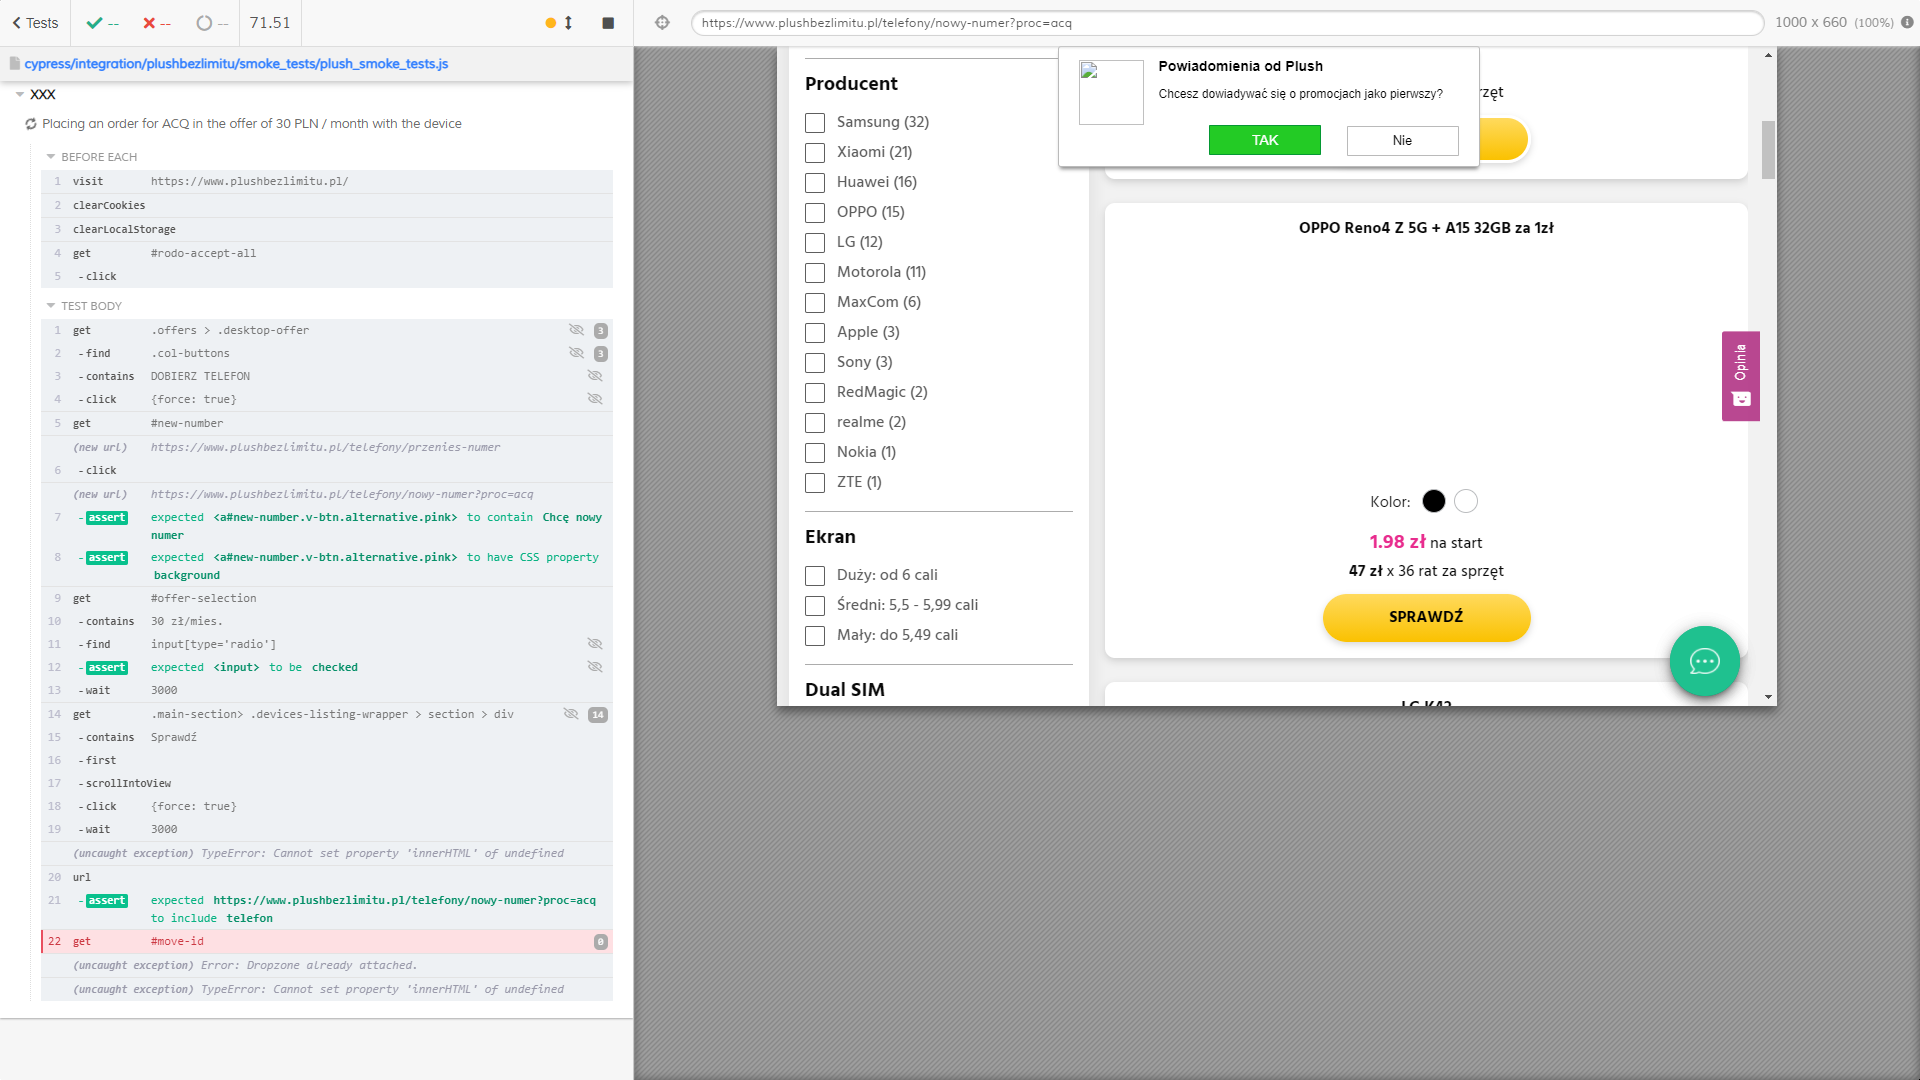 Tests
--
--
--
71.51
https://www.plushbezlimitu.pl/telefony/nowy-numer?proc=acq
1000 x 660 (100%)
cypress/integration/plushbezlimitu/smoke_tests/plush_smoke_tests.js
XXX
Placing an order for ACQ in the offer of 30 PLN / month with the device
BEFORE EACH
1 visit https://www.plushbezlimitu.pl/
2 clearCookies
3 clearLocalStorage
4 get #rodo-accept-all
5 -click
TEST BODY
1 get .offers > .desktop-offer 3
2 -find .col-buttons 3
3 -contains DOBIERZ TELEFON
4 -click {force: true}
5 get #new-number
(new url) https://www.plushbezlimitu.pl/telefony/przenies-numer
6 -click
(new url) https://www.plushbezlimitu.pl/telefony/nowy-numer?proc=acq
7 -assert expected <a#new-number.v-btn.alternative.pink> to contain Chcę nowy
numer
8 -assert expected <a#new-number.v-btn.alternative.pink> to have CSS property
background
9 get #offer-selection
10 -contains 30 zł/mies.
11 -find input[type='radio']
12 -assert expected <input> to be checked
13 -wait 3000
14 get .main-section> .devices-listing-wrapper > section > div 14
15 -contains Sprawdź
16 -first
17 -scrollIntoView
18 -click {force: true}
19 -wait 3000
(uncaught exception) TypeError: Cannot set property 'innerHTML' of undefined
20 url
21 -assert expected https://www.plushbezlimitu.pl/telefony/nowy-numer?proc=acq
to include telefon
22 get #move-id 0
(uncaught exception) Error: Dropzone already attached.
(uncaught exception) TypeError: Cannot set property 'innerHTML' of undefined
Producent
Samsung (32)
Xiaomi (21)
Huawei (16)
OPPO (15)
LG (12)
Motorola (11)
MaxCom (6)
Apple (3)
Sony (3)
RedMagic (2)
realme (2)
Nokia (1)
ZTE (1)
Ekran
Duży: od 6 cali
Średni: 5,5 - 5,99 cali
Mały: do 5,49 cali
Dual SIM
Powiadomienia od Plush
Chcesz dowiadywać się o promocjach jako pierwszy?
TAK
Nie
OPPO Reno4 Z 5G + A15 32GB za 1zł
Kolor:
1.98 zł na start
47 zł x 36 rat za sprzęt
SPRAWDŹ
Opinia
LG K42